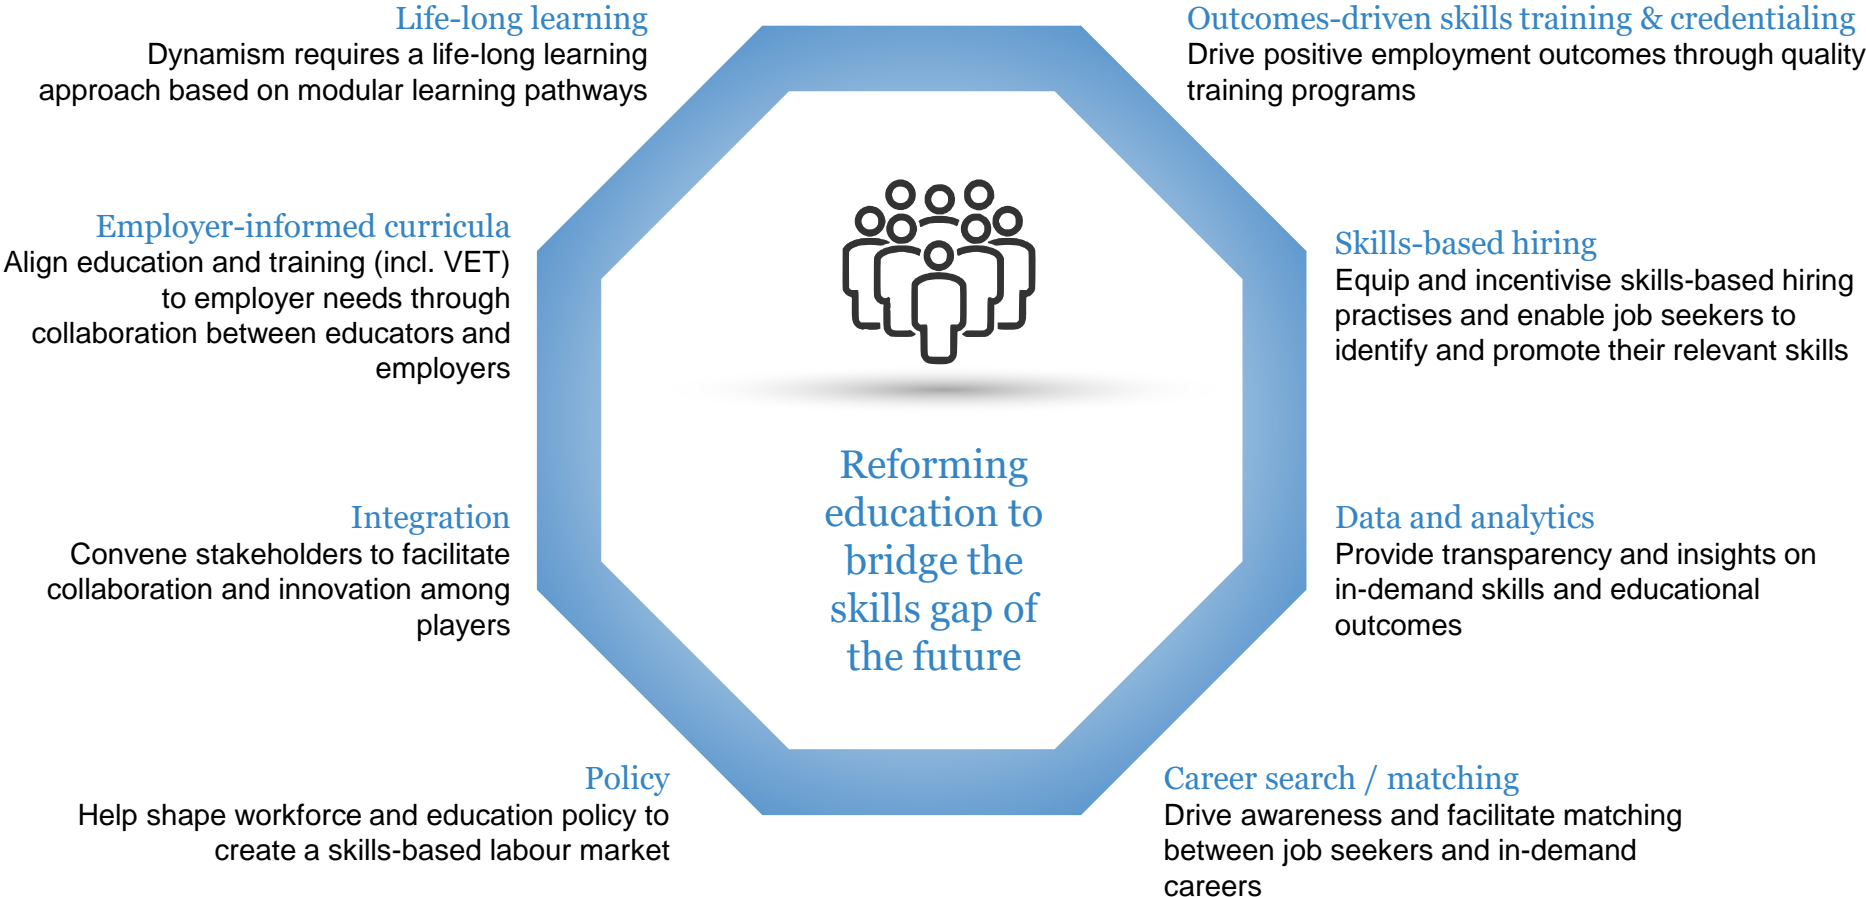 Life-long learning
Dynamism requires a life-long learning
approach based on modular learning pathways
Outcomes-driven skills training & credentialing
Drive positive employment outcomes through quality
training programs
Employer-informed curricula
Align education and training (incl. VET)
to employer needs through
collaboration between educators and
employers
Skills-based hiring
Equip and incentivise skills-based hiring
practises and enable job seekers to
identify and promote their relevant skills
Reforming
education to
bridge the
skills gap of
the future
Integration
Convene stakeholders to facilitate
collaboration and innovation among
players
Data and analytics
Provide transparency and insights on
in-demand skills and educational
outcomes
Policy
Help shape workforce and education policy to
create a skills-based labour market
Career search / matching
Drive awareness and facilitate matching
between job seekers and in-demand
careers